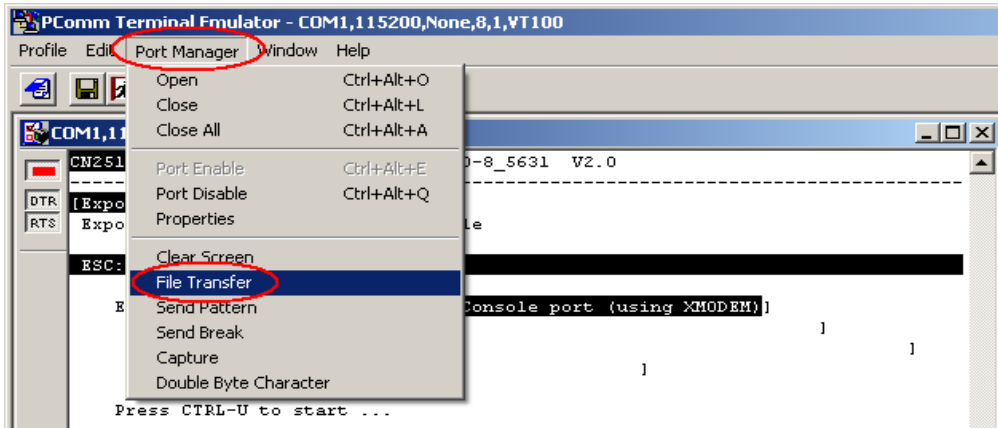 PComm Terminal Emulator - COM1,115200,None,8,1,VT100
Profile Edit Port Manager Window Help
Open Ctrl+Alt+O
Close Ctrl+Alt+L
Close All Ctrl+Alt+A
Port Enable Ctrl+Alt+E
Port Disable Ctrl+Alt+Q
Properties
Clear Screen
File Transfer
Send Pattern
Send Break
Capture
Double Byte Character
COM1,11
DTR
RTS
CN251 0-8_5631 V2.0
--------------------------------
[Expo
Expo le
ESC:
E Console port (using XMODEM)]
]
]
]
Press CTRL-U to start ...